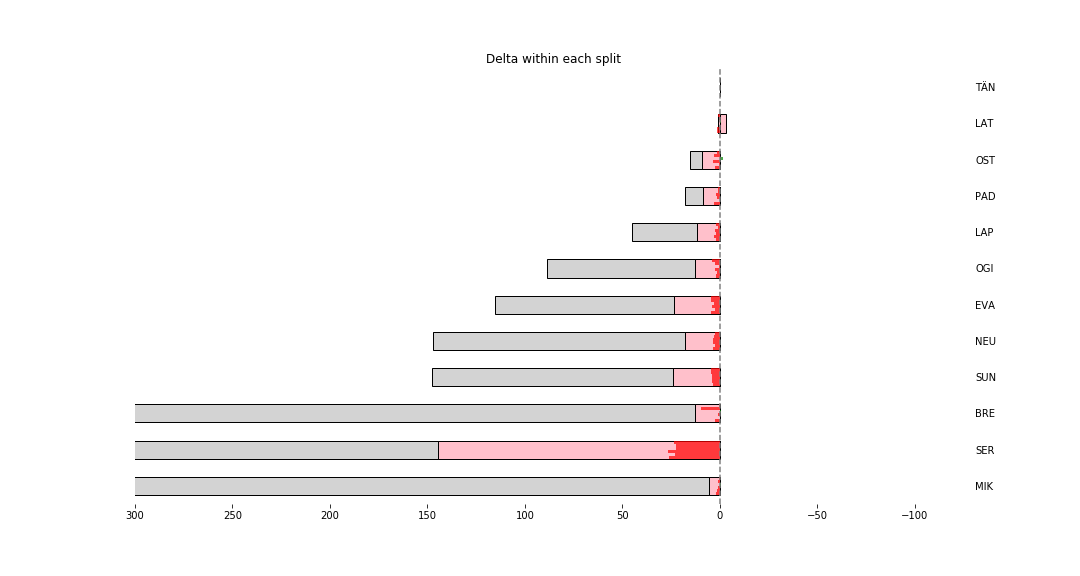 Delta within each split
TÄN
LAT
OST
PAD
LAP
OGI
EVA
NEU
SUN
BRE
SER
MIK
300 250 200 150 100 50 0 −50 −100